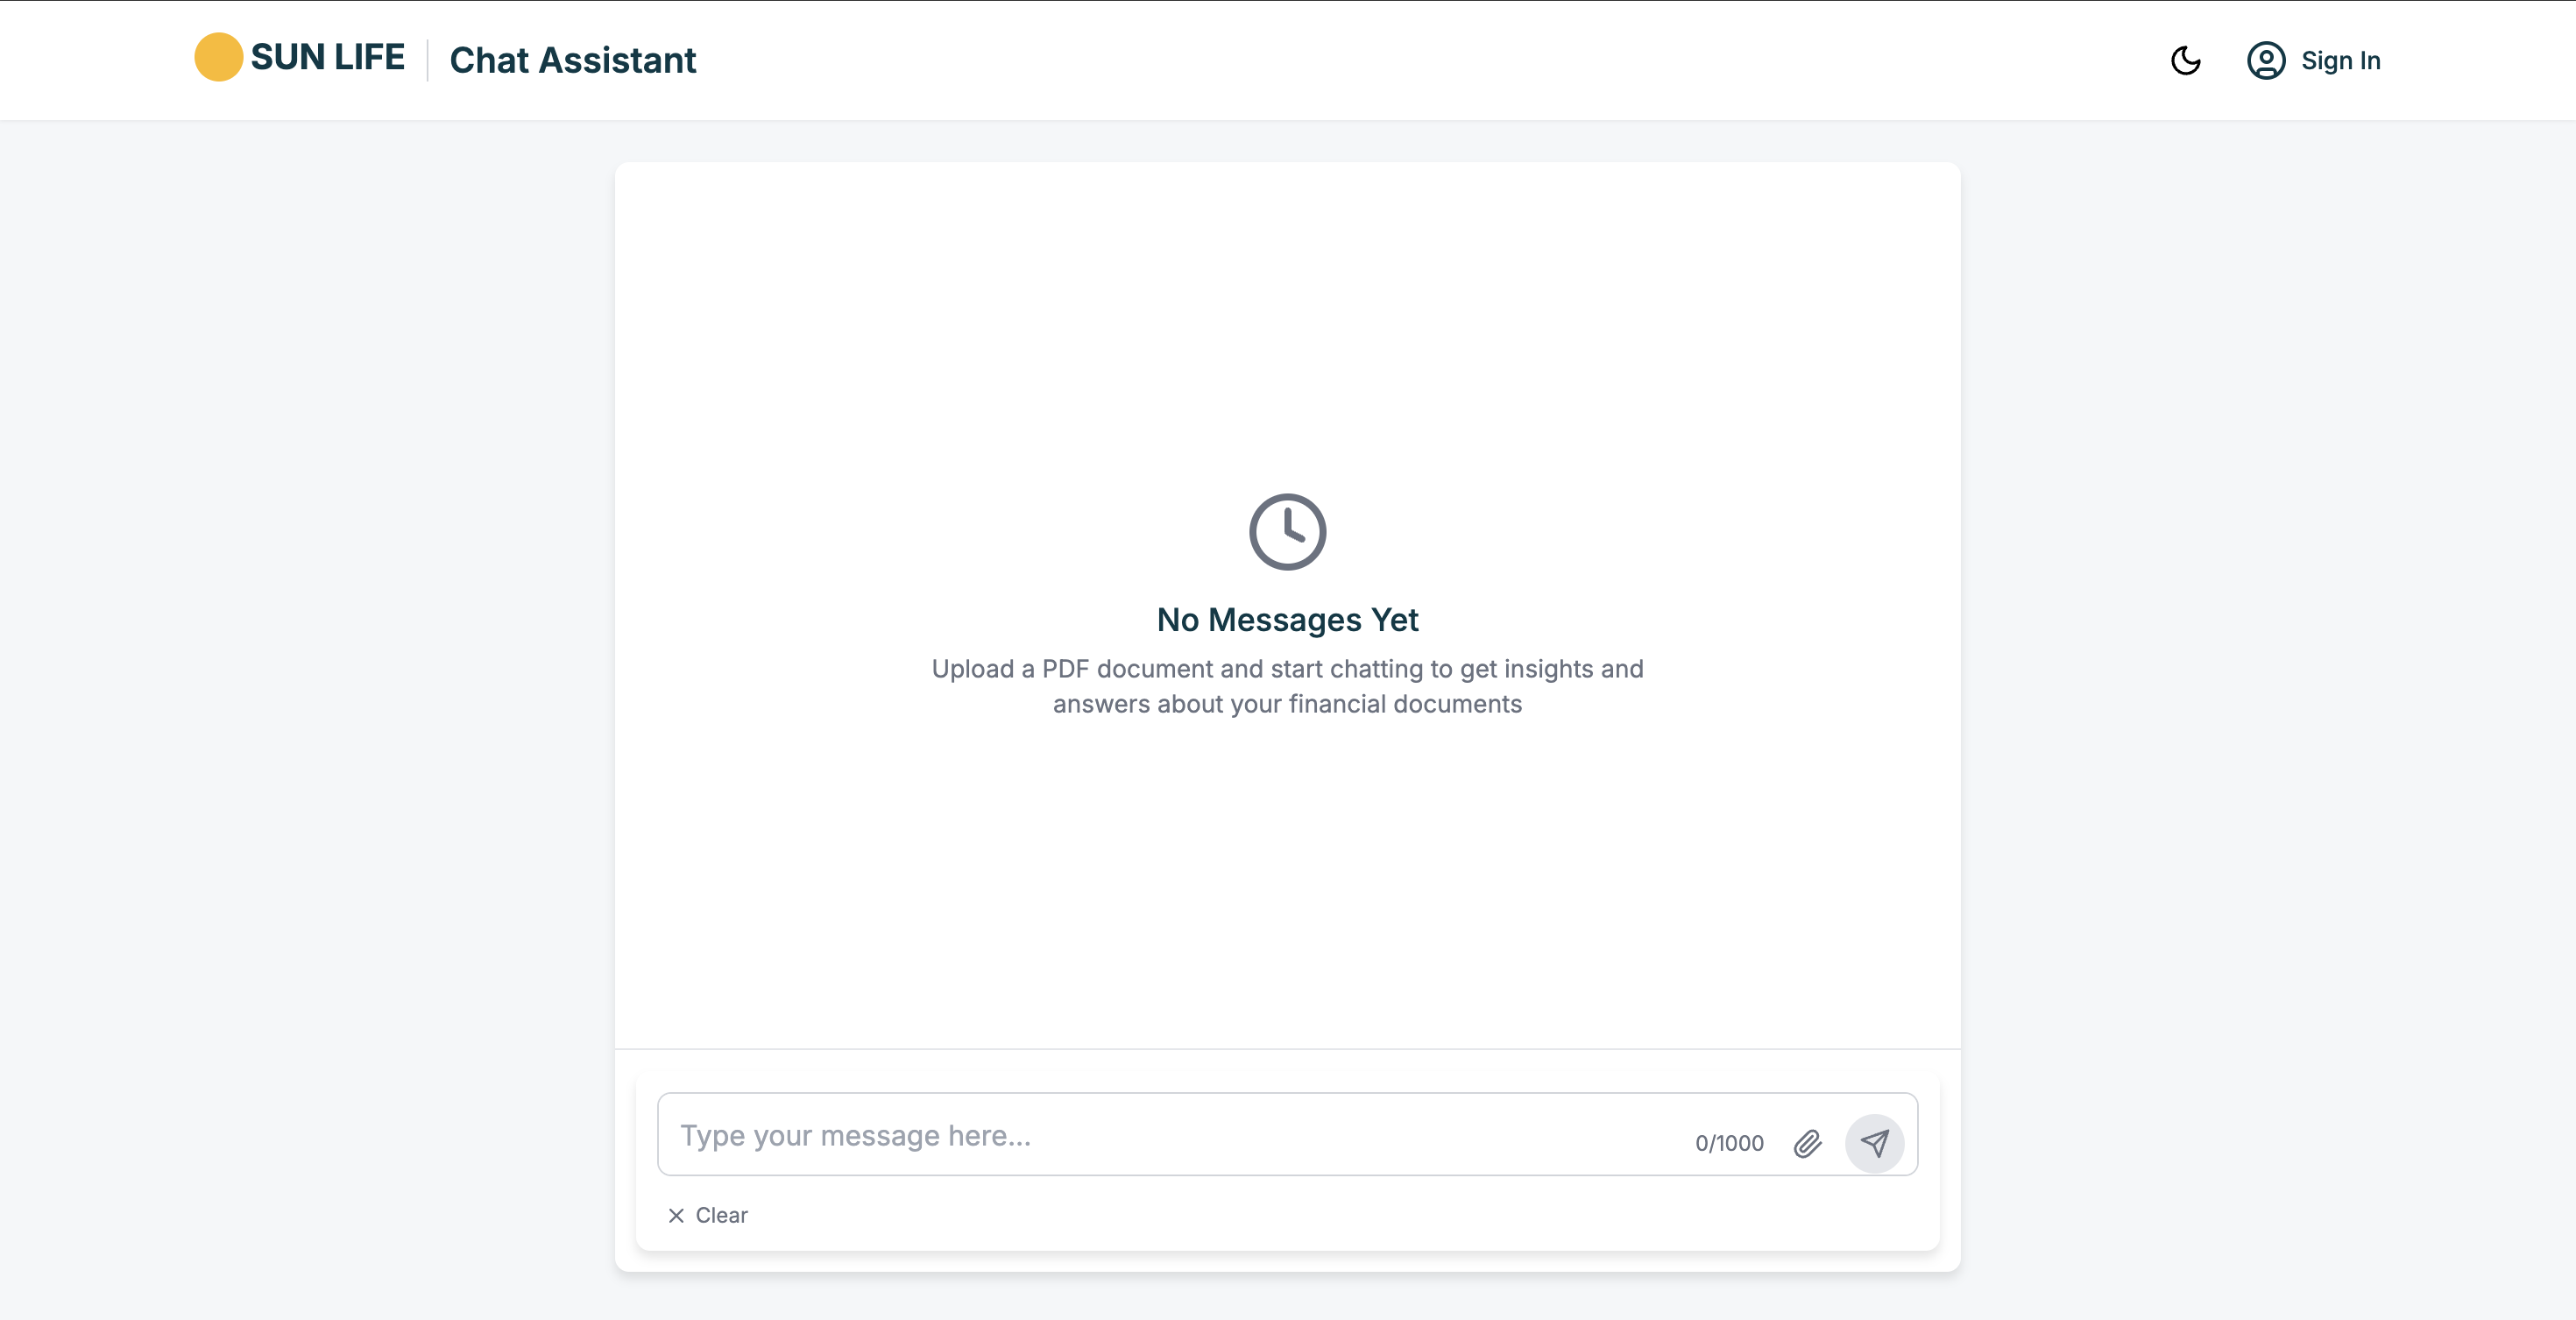 SUN LIFE
Chat Assistant
Sign In
No Messages Yet
Upload a PDF document and start chatting to get insights and
answers about your financial documents
Type your message here...
0/1000
Clear